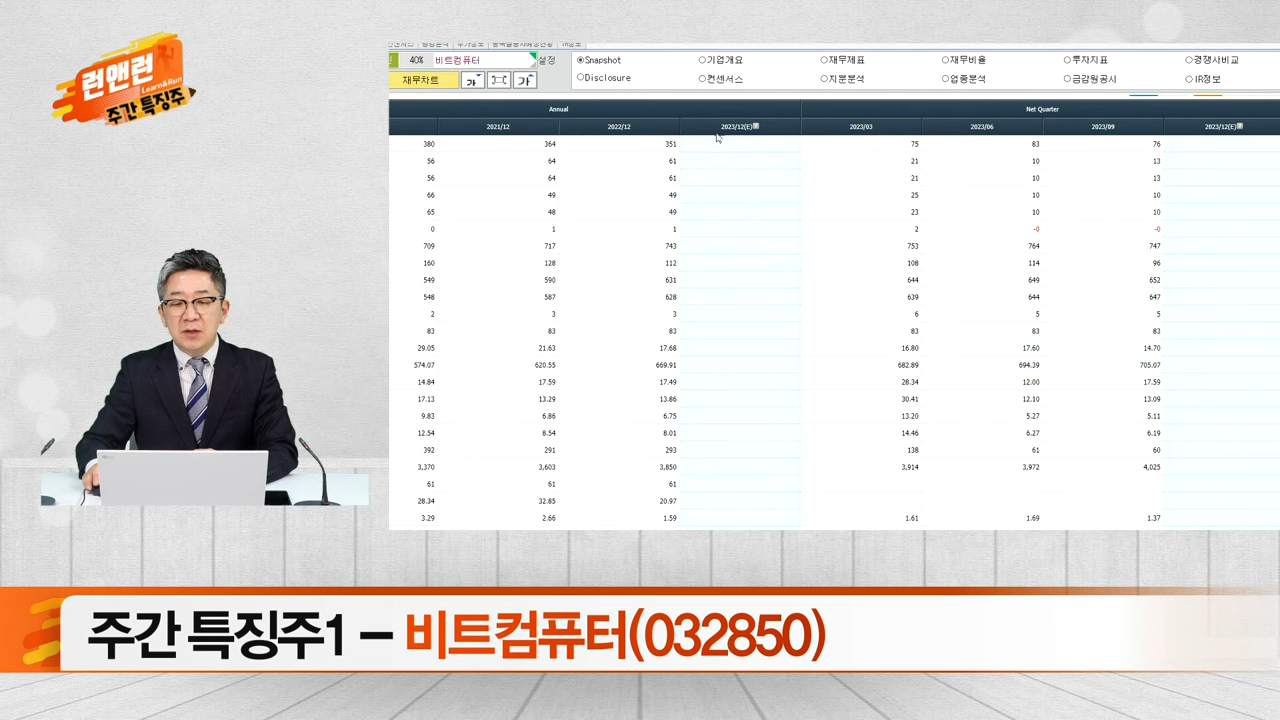 런앤런
Learn&Run
주간 특징주
40% 비트컴퓨터 설정 Snapshot 기업개요 재무제표 재무비율 투자지표 경쟁사비교
재무차트 가 가 Disclosure 컨센서스 지분분석 업종분석 금감원공시 IR정보
Annual Net Quarter
2021/12 2022/12 2023/12(E) 2023/03 2023/06 2023/09 2023/12(E)
380 364 351 75 83 76
56 64 61 21 10 13
56 64 61 21 10 13
66 49 49 25 10 10
65 48 49 23 10 10
0 1 1 2 -0 -0
709 717 743 753 764 747
160 128 112 108 114 96
549 590 631 644 649 652
548 587 628 639 644 647
2 3 3 6 5 5
83 83 83 83 83 83
29.05 21.63 17.68 16.80 17.60 14.70
574.07 620.55 669.91 682.89 694.39 705.07
14.84 17.59 17.49 28.34 12.00 17.59
17.13 13.29 13.86 30.41 12.10 13.09
9.83 6.86 6.75 13.20 5.27 5.11
12.54 8.54 8.01 14.46 6.27 6.19
392 291 293 138 61 60
3,370 3,603 3,850 3,914 3,972 4,025
61 61 61
28.34 32.85 20.97
3.29 2.66 1.59 1.61 1.69 1.37
주간 특징주1 – 비트컴퓨터(032850)